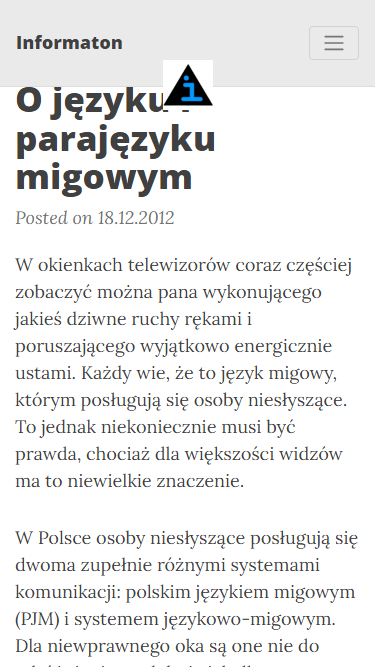 Informaton
O języku i
parajęzyku
migowym
Posted on 18.12.2012
W okienkach telewizorów coraz częściej
zobaczyć można pana wykonującego
jakieś dziwne ruchy rękami i
poruszającego wyjątkowo energicznie
ustami. Każdy wie, że to język migowy,
którym posługują się osoby niesłyszące.
To jednak niekoniecznie musi być
prawda, chociaż dla większości widzów
ma to niewielkie znaczenie.
W Polsce osoby niesłyszące posługują się
dwoma zupełnie różnymi systemami
komunikacji: polskim językiem migowym
(PJM) i systemem językowo-migowym.
Dla niewprawnego oka są one nie do